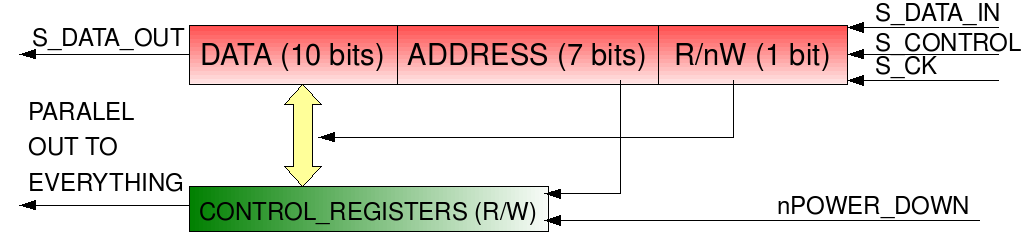 S_DATA_OUT
DATA (10 bits)
ADDRESS (7 bits)
R/nW (1 bit)
S_DATA_IN
S_CONTROL
S_CK
PARALEL
OUT TO
EVERYTHING
CONTROL_REGISTERS (R/W)
nPOWER_DOWN